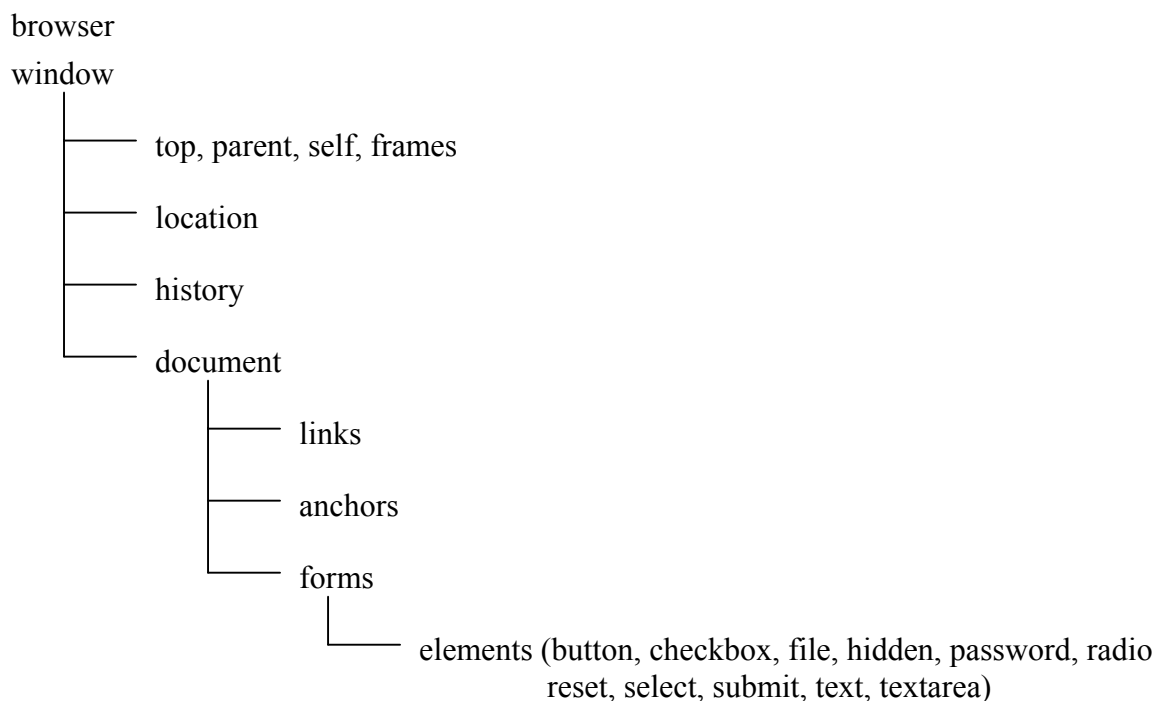 browser
window
top, parent, self, frames
location
history
document
links
anchors
forms
elements (button, checkbox, file, hidden, password, radio
reset, select, submit, text, textarea)